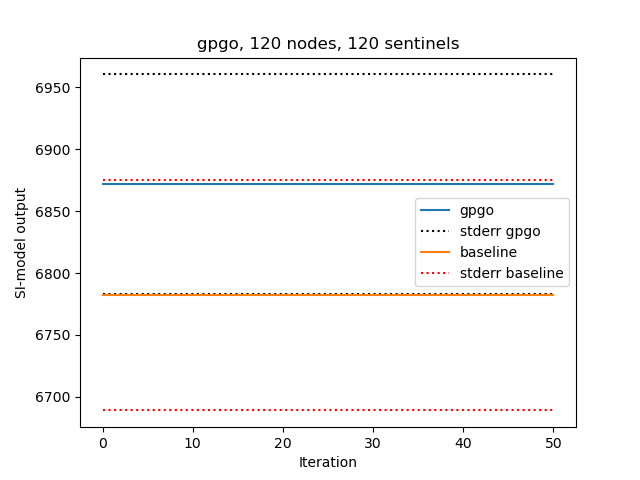 gpgo, 120 nodes, 120 sentinels
SI-model output
6950
6900
6850
6800
6750
6700
gpgo
stderr gpgo
baseline
stderr baseline
0 10 20 30 40 50
Iteration